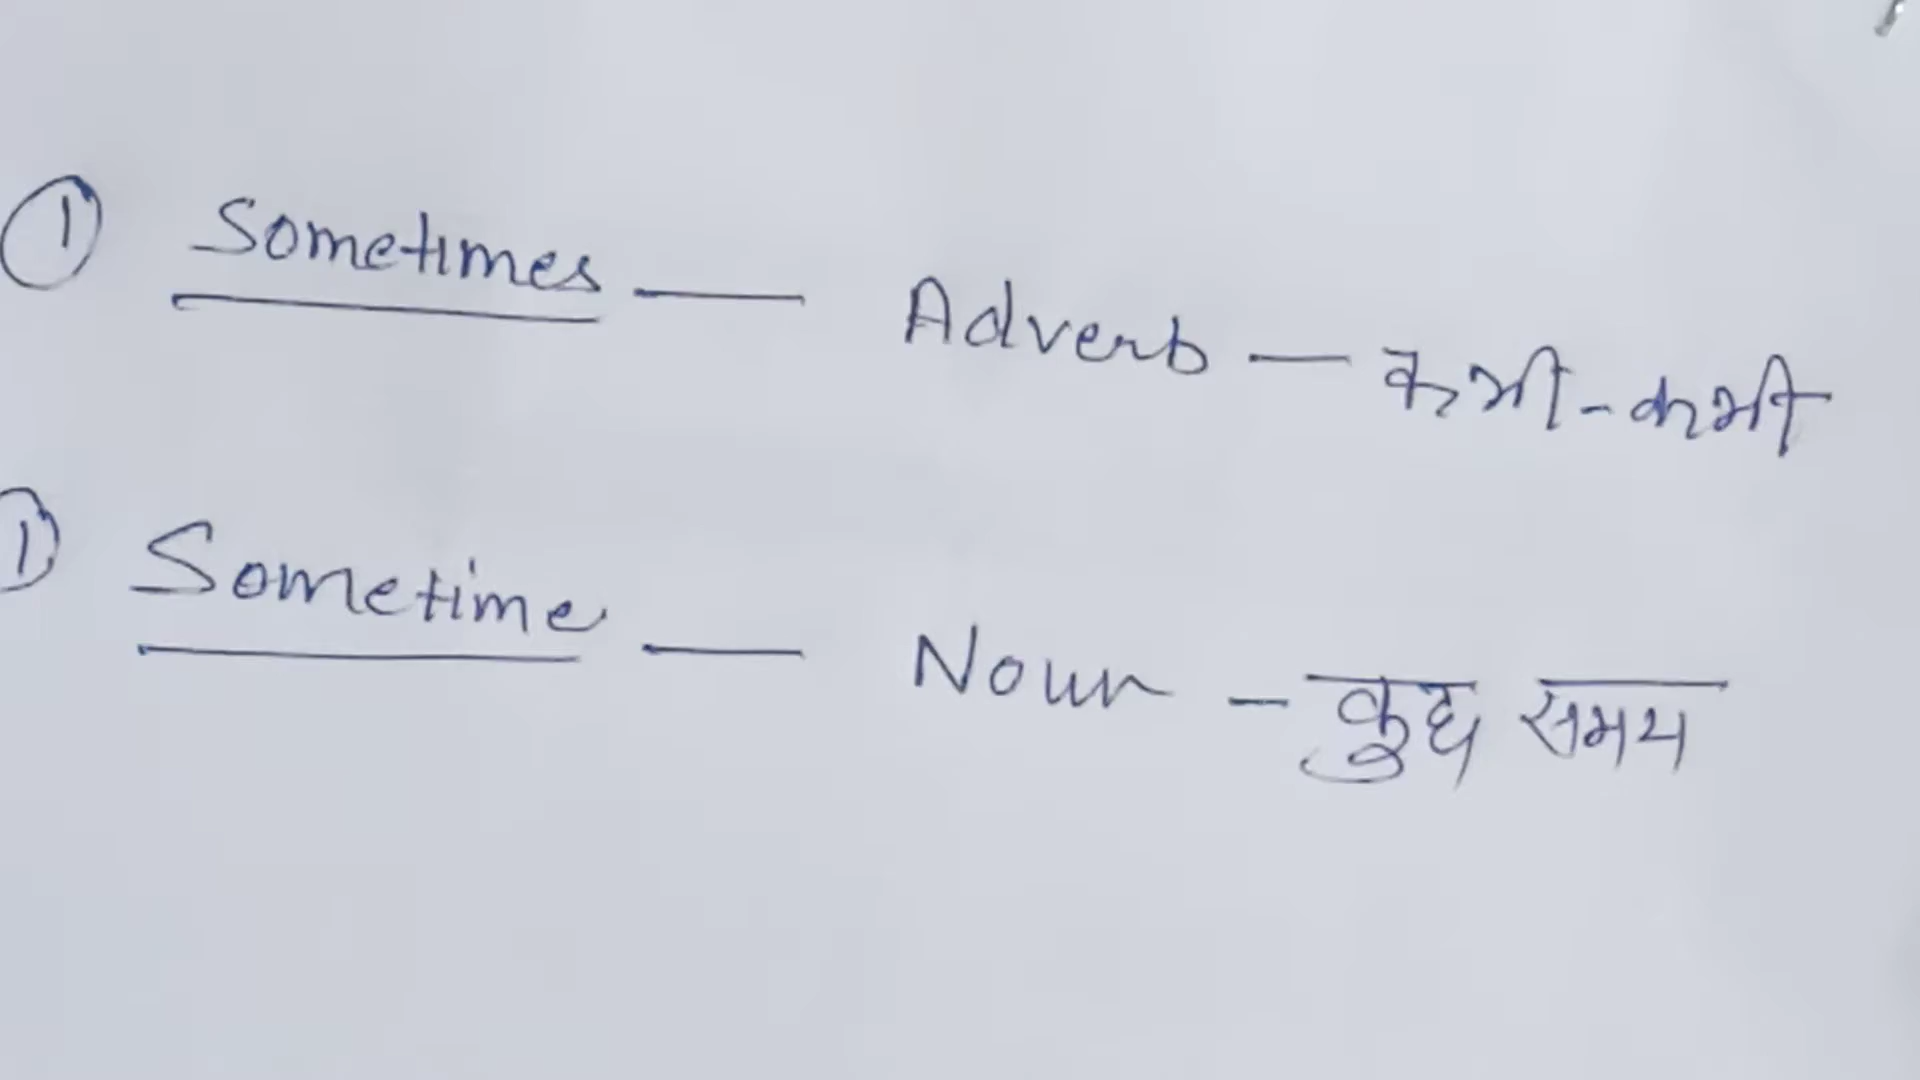 ① Sometimes — Adverb — कभी-कभी
① Sometime — Noun - कुछ समय